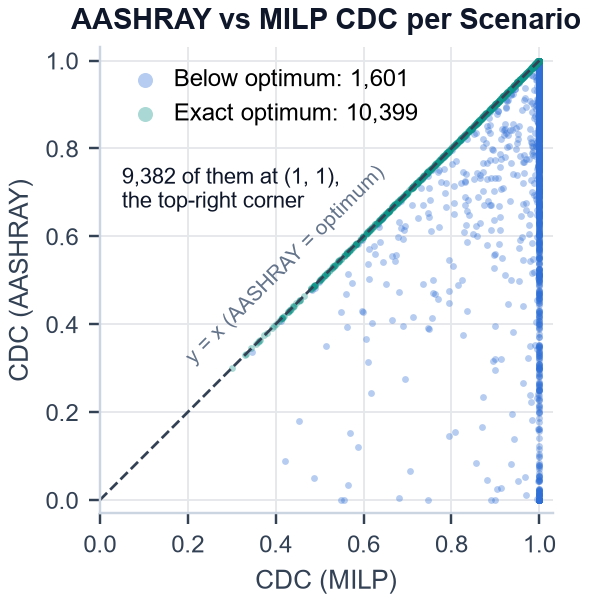 AASHRAY vs MILP CDC per Scenario
Below optimum: 1,601
Exact optimum: 10,399
9,382 of them at (1, 1),
the top-right corner
y = x (AASHRAY = optimum)
CDC (AASHRAY)
1.0
0.8
0.6
0.4
0.2
0.0
0.0 0.2 0.4 0.6 0.8 1.0
CDC (MILP)